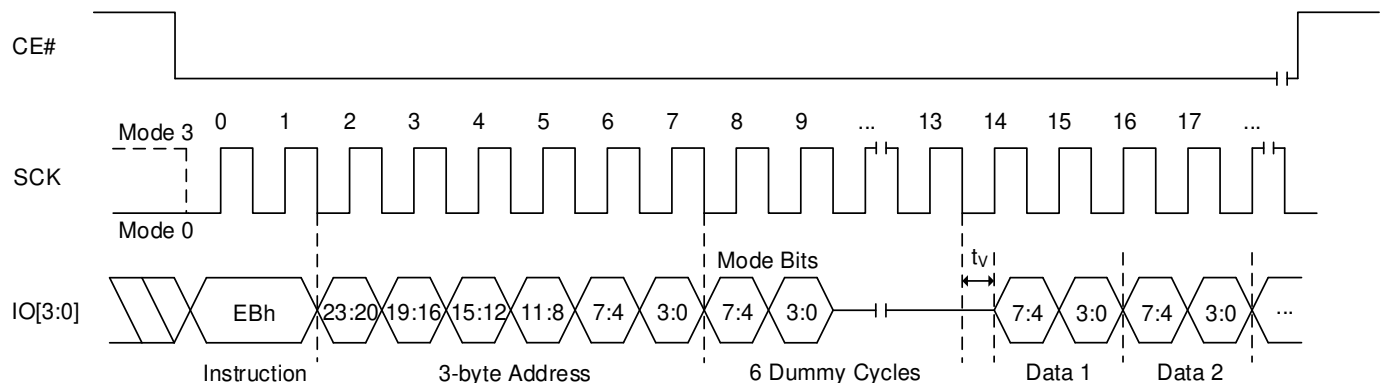 CE#
0 1 2 3 4 5 6 7 8 9 ... 13 14 15 16 17 ...
Mode 3
SCK
Mode 0
Mode Bits
tV
IO[3:0] EBh 23:20 19:16 15:12 11:8 7:4 3:0 7:4 3:0 7:4 3:0 7:4 3:0 ...
Instruction 3-byte Address 6 Dummy Cycles Data 1 Data 2